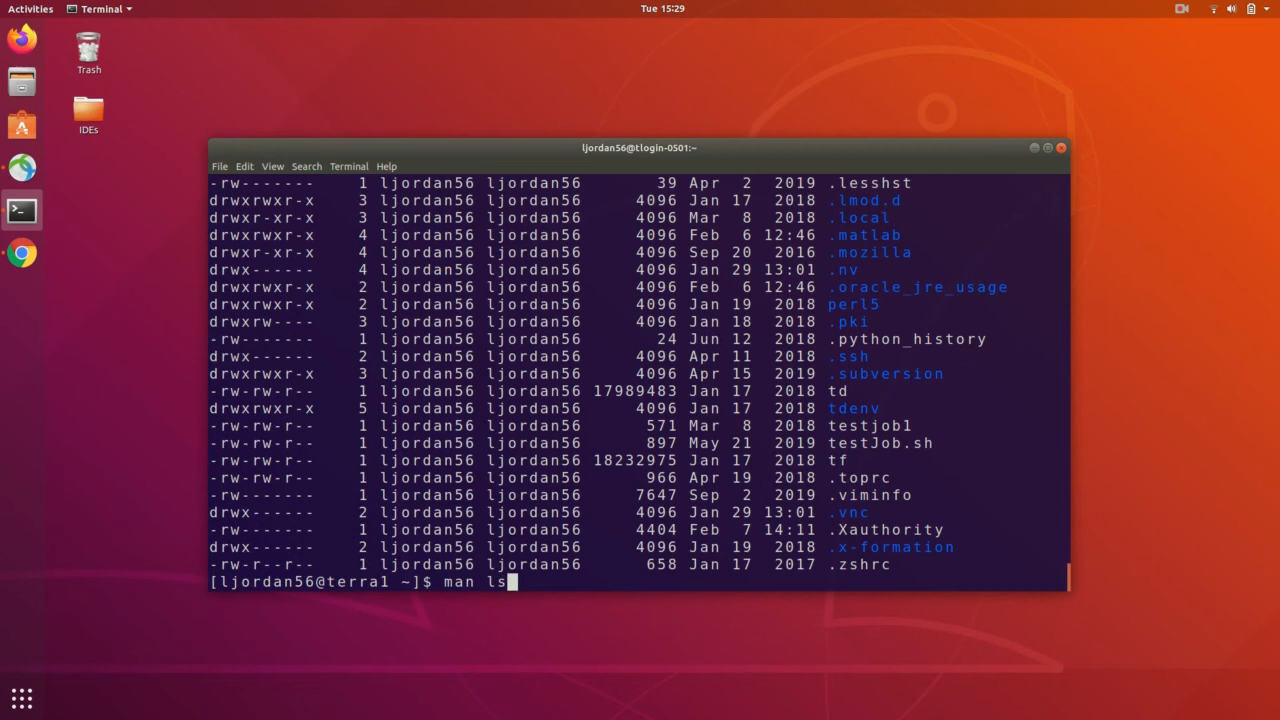 Activities Terminal Tue 15:29
Trash
IDEs
ljordan56@tlogin-0501:~
File Edit View Search Terminal Help
-rw------- 1 ljordan56 ljordan56 39 Apr 2 2019 .lesshst
drwxrwxr-x 3 ljordan56 ljordan56 4096 Jan 17 2018 .lmod.d
drwxr-xr-x 3 ljordan56 ljordan56 4096 Mar 8 2018 .local
drwxrwxr-x 4 ljordan56 ljordan56 4096 Feb 6 12:46 .matlab
drwxr-xr-x 4 ljordan56 ljordan56 4096 Sep 20 2016 .mozilla
drwx------ 4 ljordan56 ljordan56 4096 Jan 29 13:01 .nv
drwxrwxr-x 2 ljordan56 ljordan56 4096 Feb 6 12:46 .oracle_jre_usage
drwxrwxr-x 2 ljordan56 ljordan56 4096 Jan 19 2018 perl5
drwxrw---- 3 ljordan56 ljordan56 4096 Jan 18 2018 .pki
-rw------- 1 ljordan56 ljordan56 24 Jun 12 2018 .python_history
drwx------ 2 ljordan56 ljordan56 4096 Apr 11 2018 .ssh
drwxrwxr-x 3 ljordan56 ljordan56 4096 Apr 15 2019 .subversion
-rw-rw-r-- 1 ljordan56 ljordan56 17989483 Jan 17 2018 td
drwxrwxr-x 5 ljordan56 ljordan56 4096 Jan 17 2018 tdenv
-rw-rw-r-- 1 ljordan56 ljordan56 571 Mar 8 2018 testjob1
-rw-rw-r-- 1 ljordan56 ljordan56 897 May 21 2019 testJob.sh
-rw-rw-r-- 1 ljordan56 ljordan56 18232975 Jan 17 2018 tf
-rw-rw-r-- 1 ljordan56 ljordan56 966 Apr 19 2018 .toprc
-rw------- 1 ljordan56 ljordan56 7647 Sep 2 2019 .viminfo
drwx------ 2 ljordan56 ljordan56 4096 Jan 29 13:01 .vnc
-rw------- 1 ljordan56 ljordan56 4404 Feb 7 14:11 .Xauthority
drwx------ 2 ljordan56 ljordan56 4096 Jan 19 2018 .x-formation
-rw-r--r-- 1 ljordan56 ljordan56 658 Jan 17 2017 .zshrc
[ljordan56@terra1 ~]$ man ls